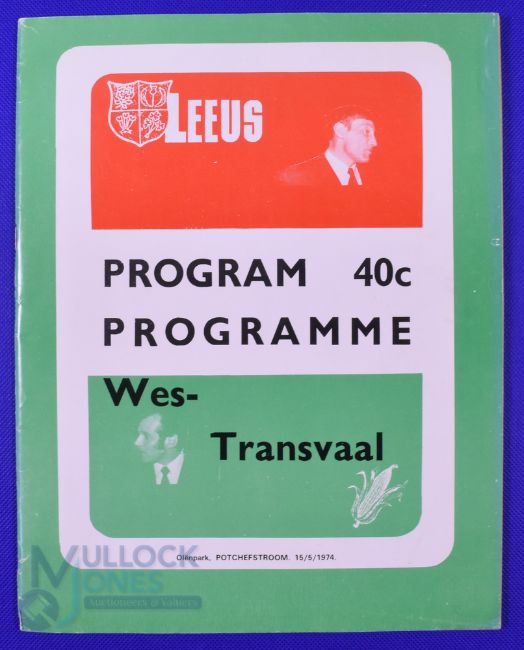 LEEUS
PROGRAM 40c
PROGRAMME
Wes-
Transvaal
Olënpark, POTCHEFSTROOM. 15/5/1974.
MULLOCK
JONES
Auctioneers & Valuers